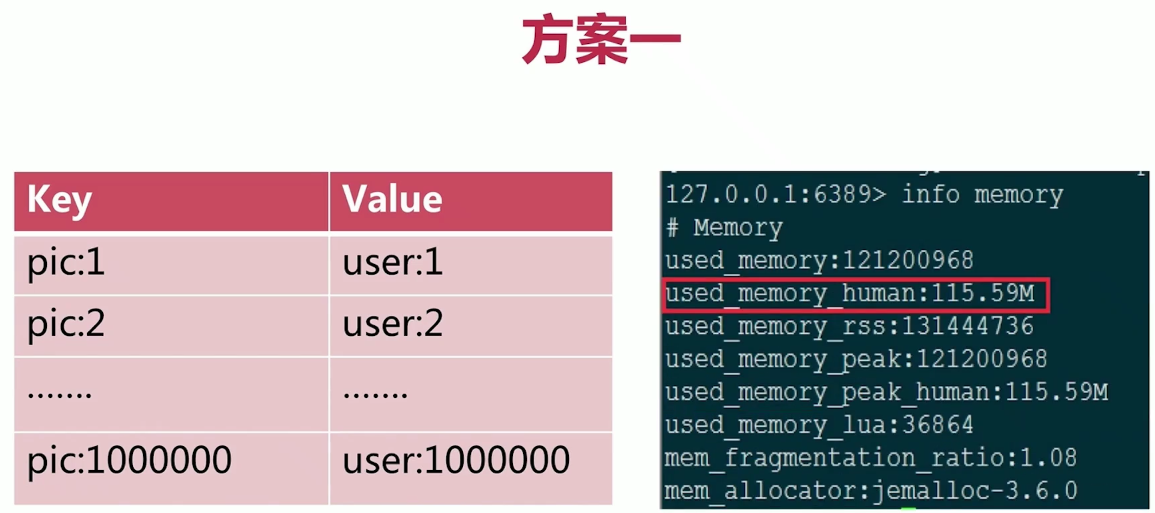 方案一
Key Value
pic:1 user:1
pic:2 user:2
....... .......
pic:1000000 user:1000000
127.0.0.1:6389> info memory
# Memory
used_memory:121200968
used_memory_human:115.59M
used_memory_rss:131444736
used_memory_peak:121200968
used_memory_peak_human:115.59M
used_memory_lua:36864
mem_fragmentation_ratio:1.08
mem_allocator:jemalloc-3.6.0